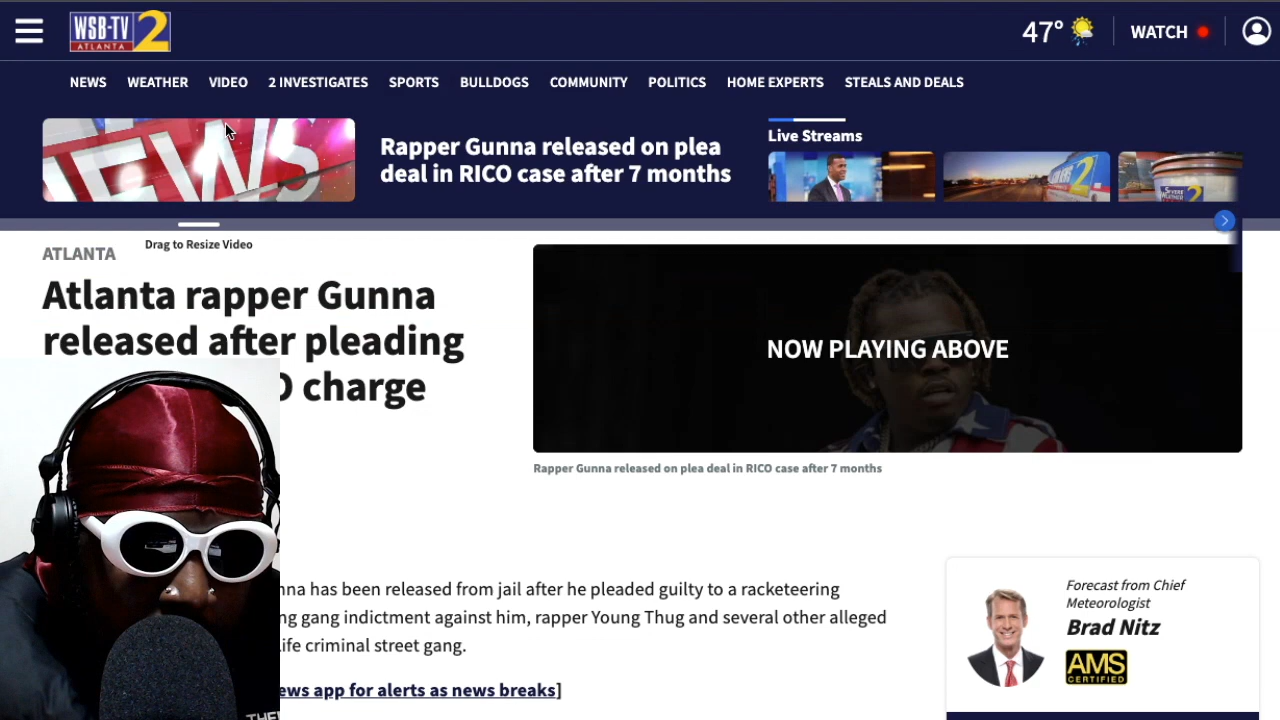 WSB-TV 2
ATLANTA
47°
WATCH
NEWS WEATHER VIDEO 2 INVESTIGATES SPORTS BULLDOGS COMMUNITY POLITICS HOME EXPERTS STEALS AND DEALS
EWS
Rapper Gunna released on plea
deal in RICO case after 7 months
Live Streams
Drag to Resize Video
ATLANTA
Atlanta rapper Gunna
released after pleading
O charge
NOW PLAYING ABOVE
Rapper Gunna released on plea deal in RICO case after 7 months
nna has been released from jail after he pleaded guilty to a racketeering
ng gang indictment against him, rapper Young Thug and several other alleged
ife criminal street gang.
ews app for alerts as news breaks]
Forecast from Chief
Meteorologist
Brad Nitz
AMS
CERTIFIED